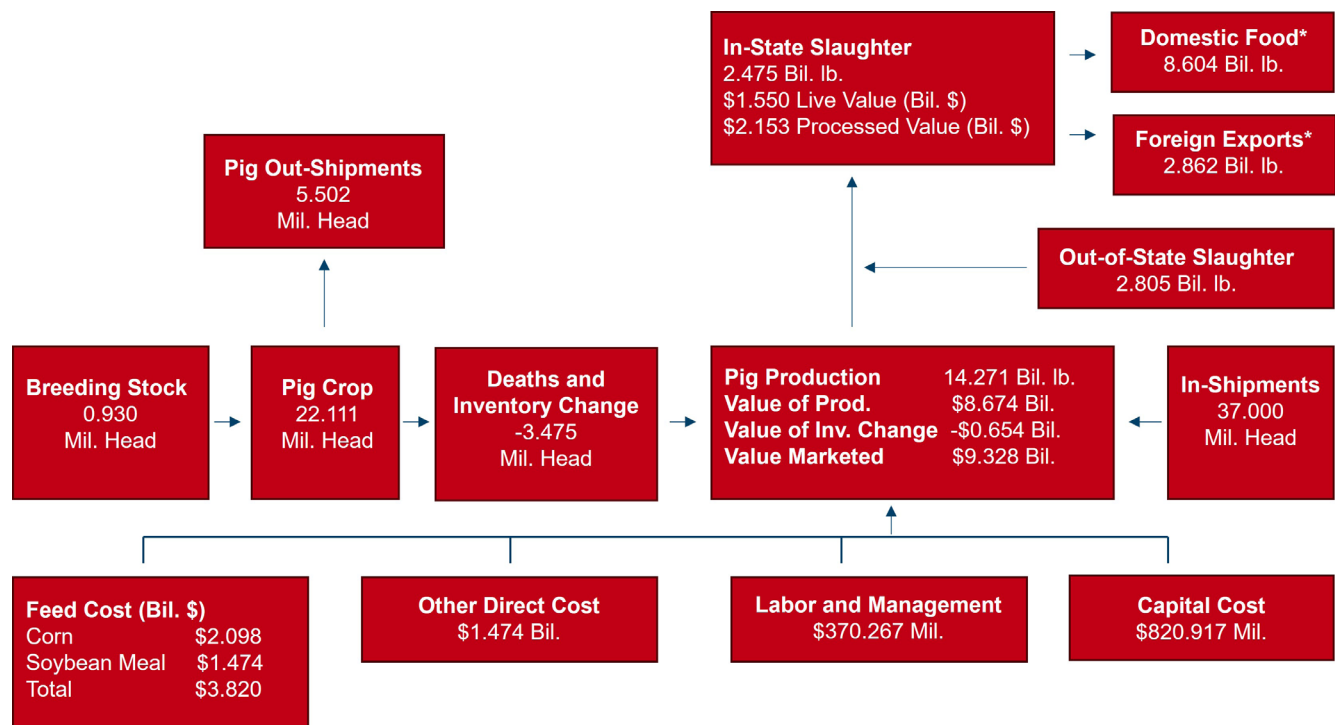 In-State Slaughter
2.475 Bil. lb.
$1.550 Live Value (Bil. $)
$2.153 Processed Value (Bil. $)
Domestic Food*
8.604 Bil. lb.
Foreign Exports*
2.862 Bil. lb.
Pig Out-Shipments
5.502
Mil. Head
Out-of-State Slaughter
2.805 Bil. lb.
Breeding Stock
0.930
Mil. Head
Pig Crop
22.111
Mil. Head
Deaths and
Inventory Change
-3.475
Mil. Head
Pig Production 14.271 Bil. lb.
Value of Prod. $8.674 Bil.
Value of Inv. Change -$0.654 Bil.
Value Marketed $9.328 Bil.
In-Shipments
37.000
Mil. Head
Feed Cost (Bil. $)
Corn $2.098
Soybean Meal $1.474
Total $3.820
Other Direct Cost
$1.474 Bil.
Labor and Management
$370.267 Mil.
Capital Cost
$820.917 Mil.